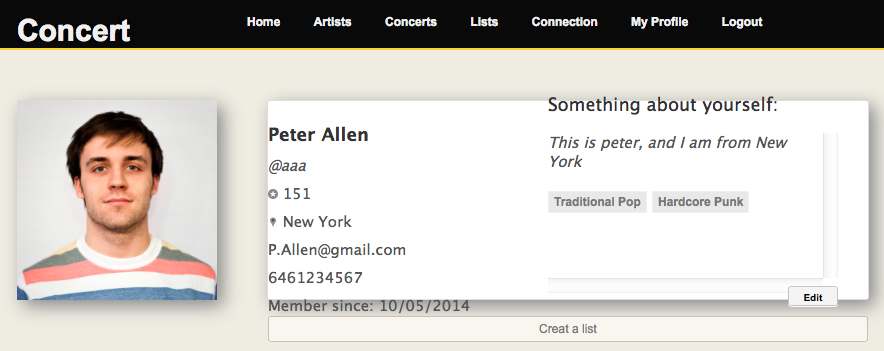 Concert
Home Artists Concerts Lists Connection My Profile Logout
Peter Allen
@aaa
151
New York
P.Allen@gmail.com
6461234567
Member since: 10/05/2014
Something about yourself:
This is peter, and I am from New
York
Traditional Pop Hardcore Punk
Edit
Creat a list